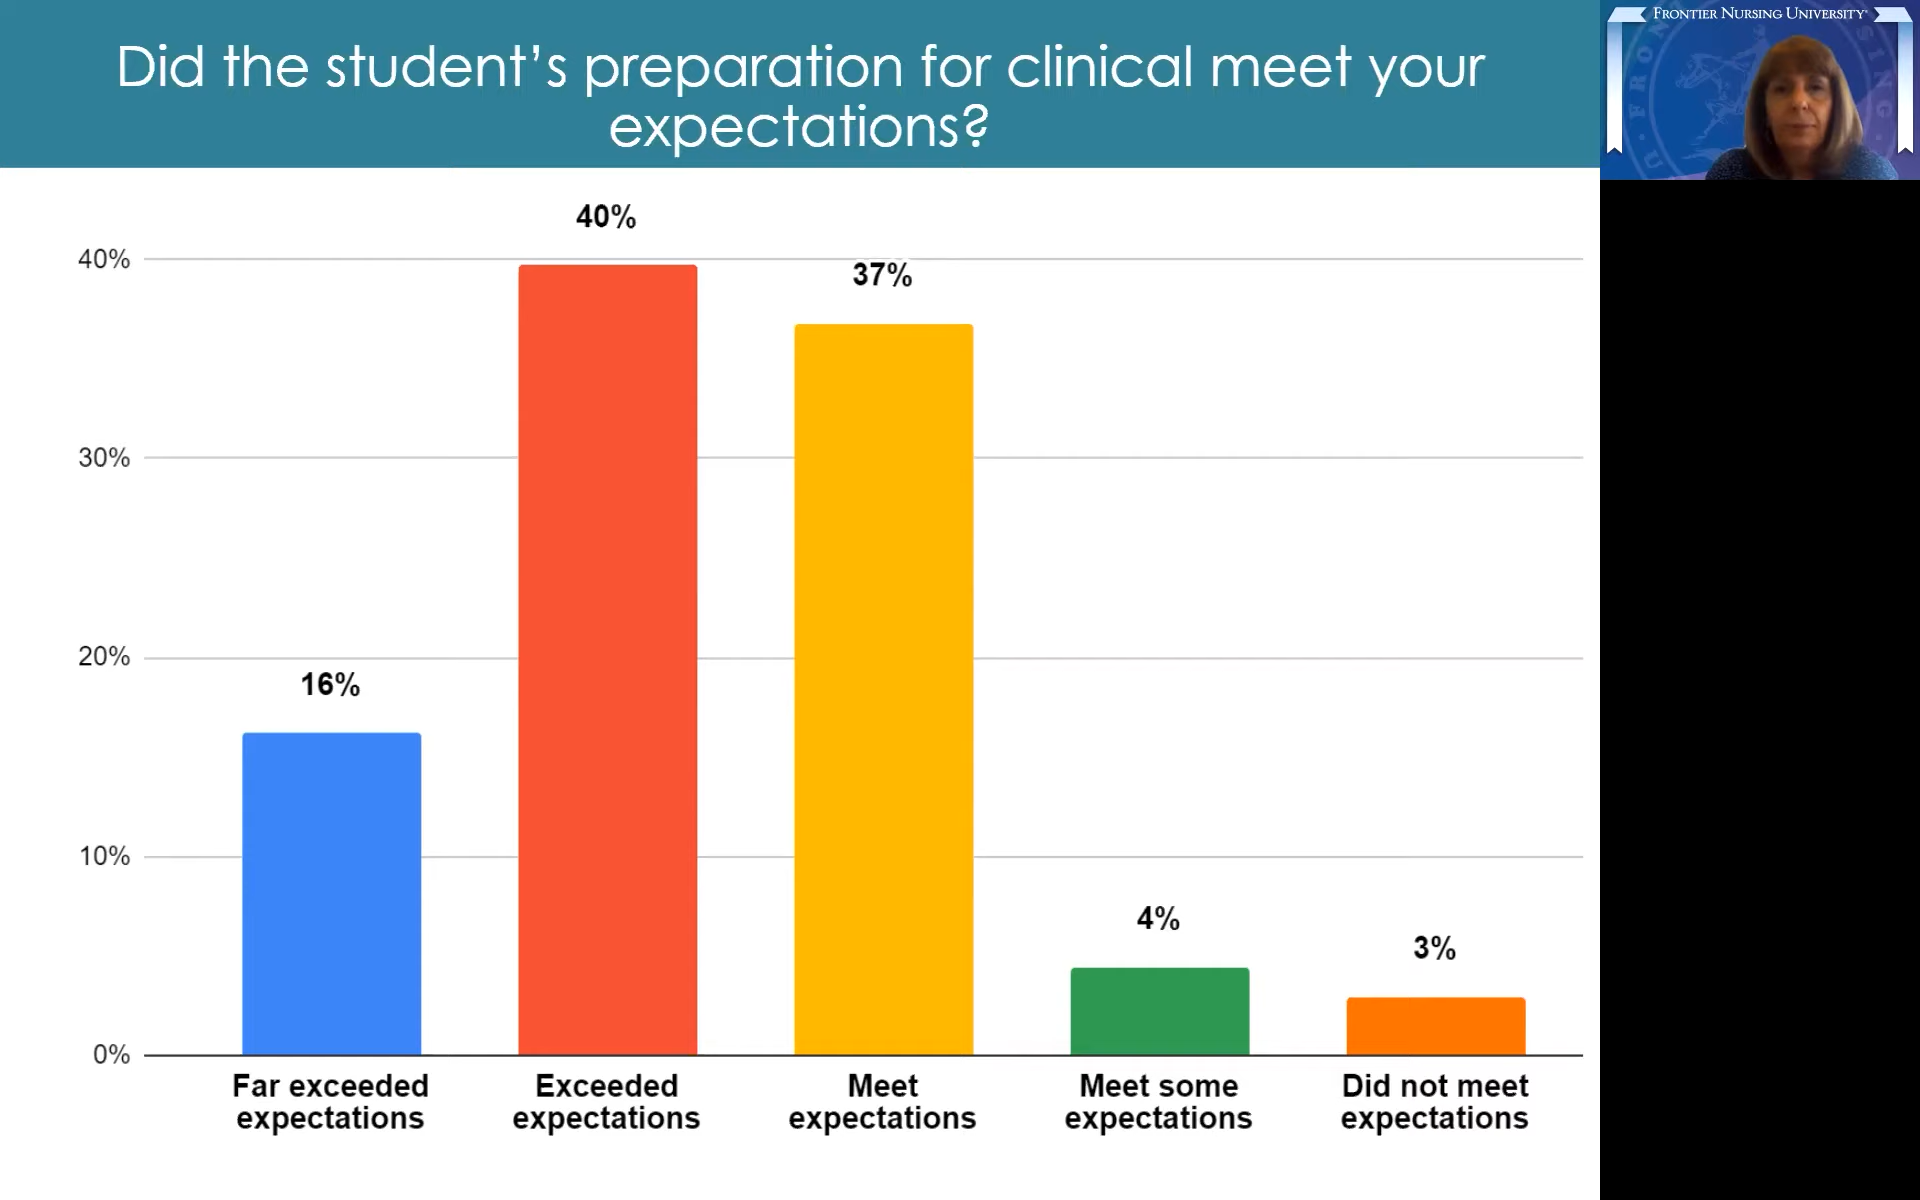 Did the student’s preparation for clinical meet your
expectations?
FRONTIER NURSING UNIVERSITY
40%
40%
37%
30%
20%
16%
10%
4%
3%
0%
Far exceeded
expectations
Exceeded
expectations
Meet
expectations
Meet some
expectations
Did not meet
expectations